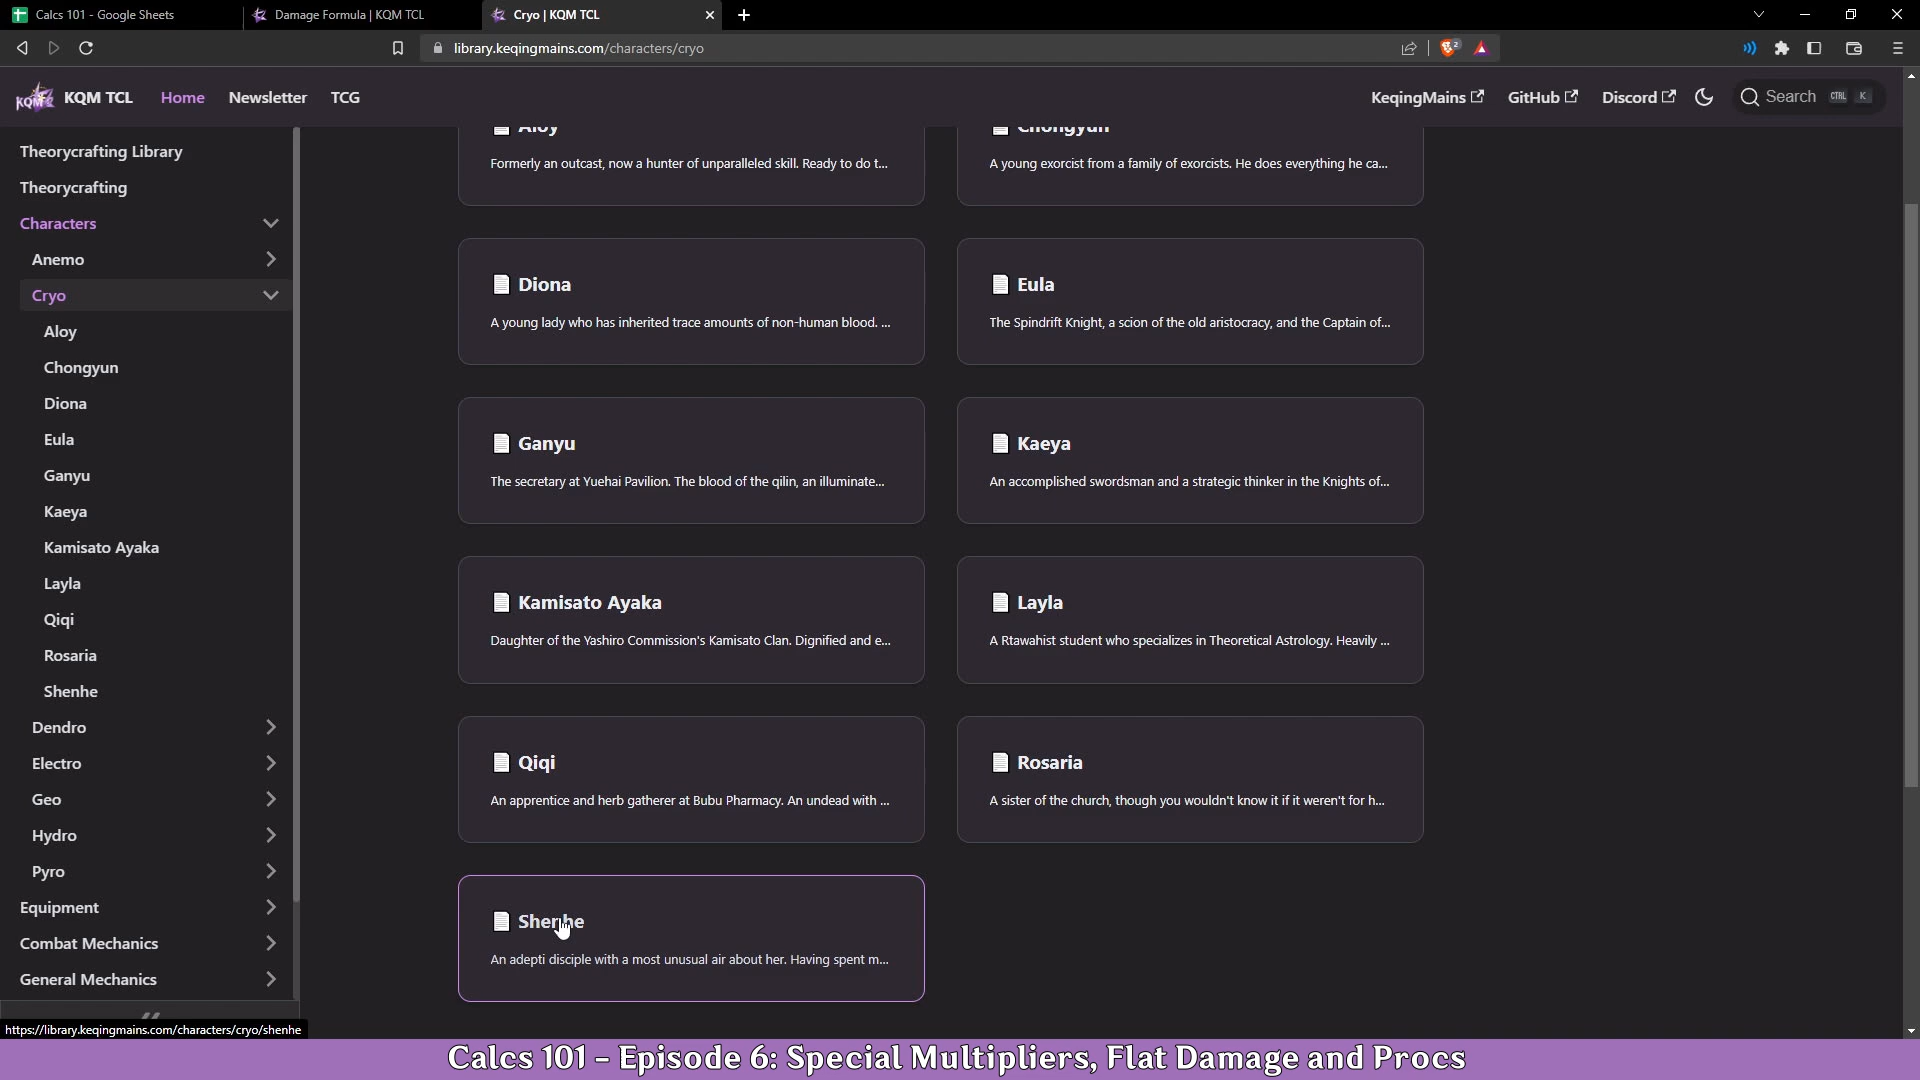 Calcs 101 - Google Sheets
Damage Formula | KQM TCL
Cryo | KQM TCL
library.keqingmains.com/characters/cryo
2
KQM
KQM TCL
Home
Newsletter
TCG
KeqingMains
GitHub
Discord
Search
CTRL
K
Theorycrafting Library
Theorycrafting
Characters
Anemo
Cryo
Aloy
Chongyun
Diona
Eula
Ganyu
Kaeya
Kamisato Ayaka
Layla
Qiqi
Rosaria
Shenhe
Dendro
Electro
Geo
Hydro
Pyro
Equipment
Combat Mechanics
General Mechanics
Aloy
Formerly an outcast, now a hunter of unparalleled skill. Ready to do t...
Chongyun
A young exorcist from a family of exorcists. He does everything he ca...
Diona
A young lady who has inherited trace amounts of non-human blood. ...
Eula
The Spindrift Knight, a scion of the old aristocracy, and the Captain of...
Ganyu
The secretary at Yuehai Pavilion. The blood of the qilin, an illuminate...
Kaeya
An accomplished swordsman and a strategic thinker in the Knights of...
Kamisato Ayaka
Daughter of the Yashiro Commission's Kamisato Clan. Dignified and e...
Layla
A Rtawahist student who specializes in Theoretical Astrology. Heavily ...
Qiqi
An apprentice and herb gatherer at Bubu Pharmacy. An undead with ...
Rosaria
A sister of the church, though you wouldn't know it if it weren't for h...
Shenhe
An adepti disciple with a most unusual air about her. Having spent m...
https://library.keqingmains.com/characters/cryo/shenhe
Calcs 101 - Episode 6: Special Multipliers, Flat Damage and Procs